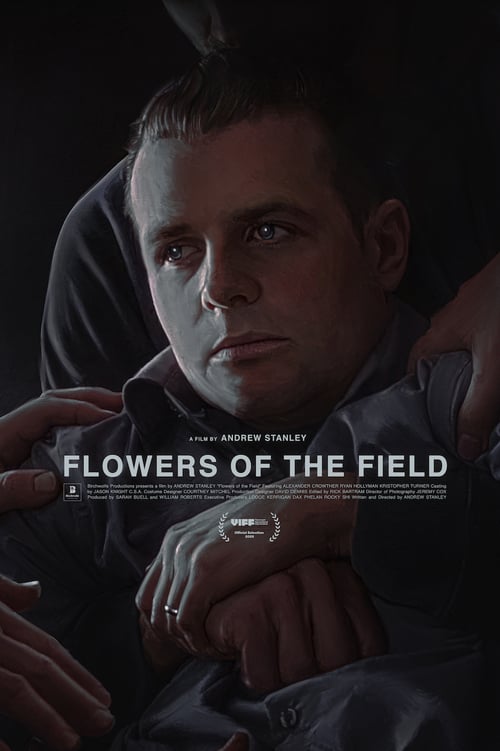 A FILM BY ANDREW STANLEY
FLOWERS OF THE FIELD
Birchwolle Productions presents a film by ANDREW STANLEY "Flowers of the Field" Featuring ALEXANDER CROWTHER RYAN HOLLYMAN KRISTOPHER TURNER Casting
by JASON KNIGHT C.S.A. Costume Designer COURTNEY MITCHEL Production Designer DAVID DENNIS Edited by RICK BARTRAM Director of Photography JEREMY COX
Produced by SARAH BUELL and WILLIAM ROBERTS Executive Producers LODGE KERRIGAN DAX PHELAN ROCKY SHI Written and Directed by ANDREW STANLEY
VIFF
Official Selection
2020